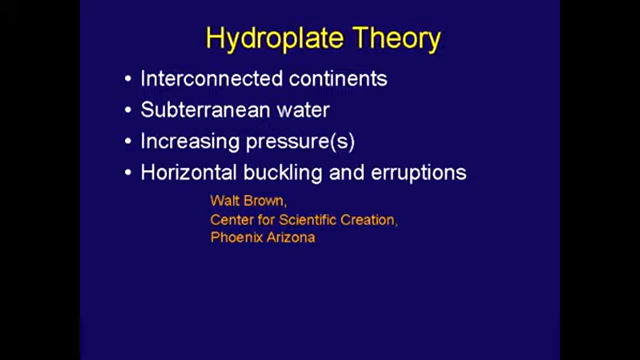 Hydroplate Theory
• Interconnected continents
• Subterranean water
• Increasing pressure(s)
• Horizontal buckling and erruptions
Walt Brown,
Center for Scientific Creation,
Phoenix Arizona